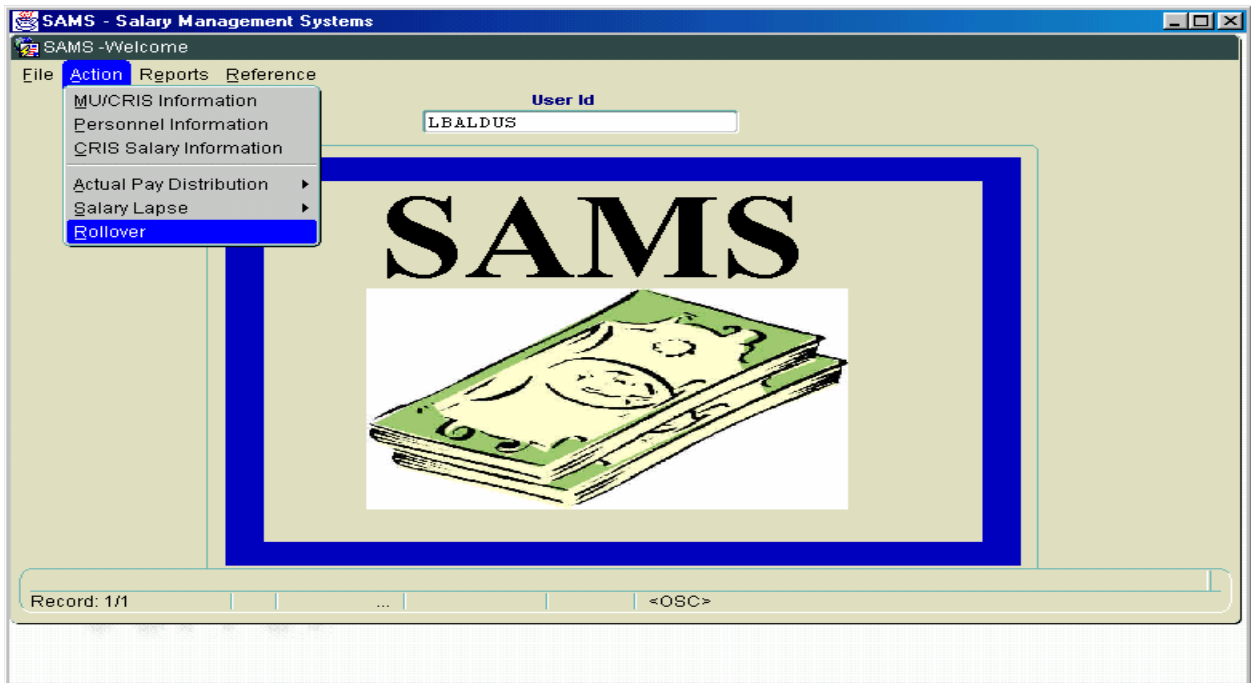 SAMS - Salary Management Systems
SAMS -Welcome
File Action Reports Reference
MU/CRIS Information
Personnel Information
CRIS Salary Information
Actual Pay Distribution
Salary Lapse
Rollover
User Id
LBALDUS
SAMS
Record: 1/1 ... <OSC>